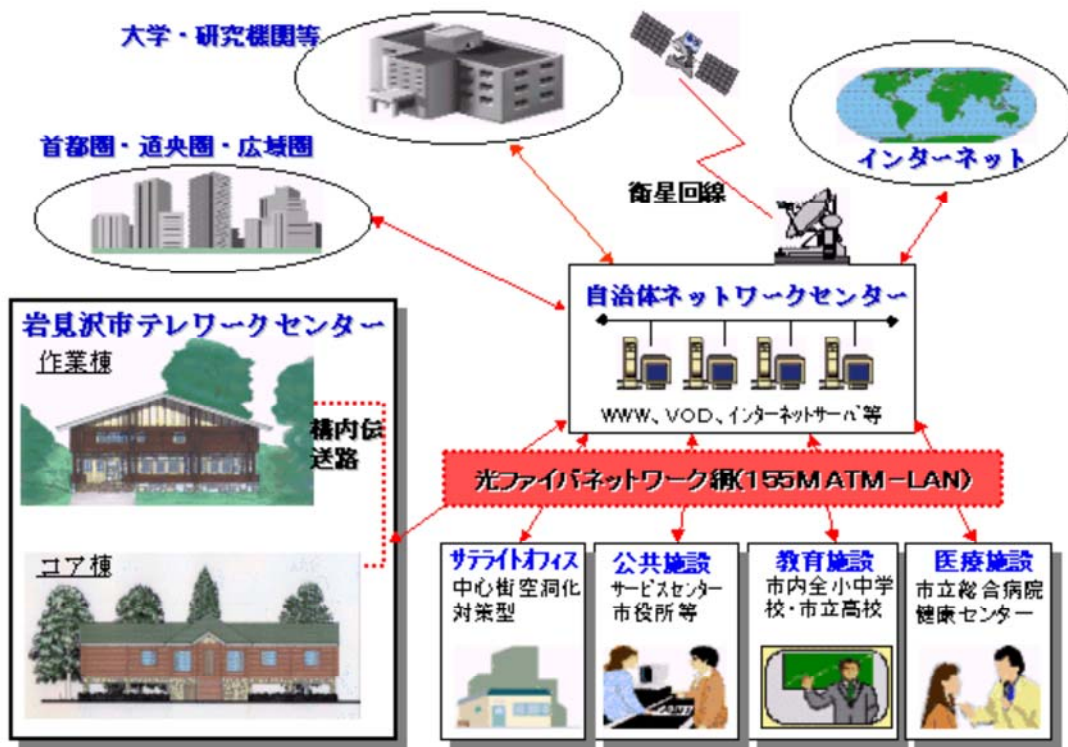 大学・研究機関等
首都圏・道央圏・広域圏
インターネット
衛星回線
自治体ネットワークセンター
WWW、VOD、インターネットサーバ等
岩見沢市テレワークセンター
作業棟
構内伝
送路
コア棟
光ファイバネットワーク網(155M ATM-LAN)
サテライトオフィス
中心街空洞化
対策型
公共施設
サービスセンター
市役所等
教育施設
市内全小中学
校・市立高校
医療施設
市立総合病院
健康センター